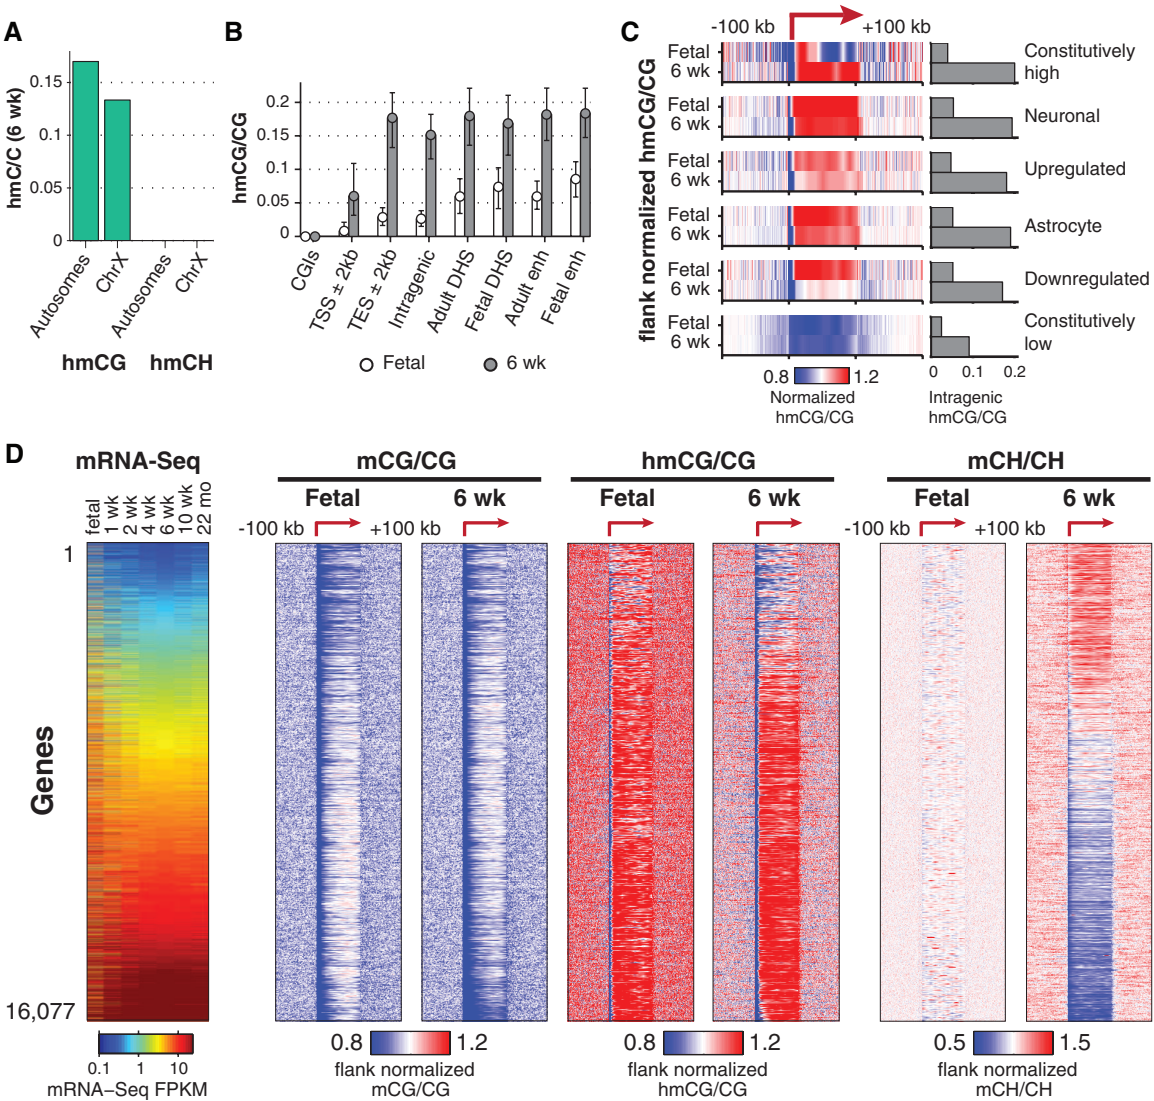 A
hmC/C (6 wk)
0.15
0.1
0.05
0
Autosomes
ChrX
Autosomes
ChrX
hmCG
hmCH
B
hmCG/CG
0.2
0.15
0.1
0.05
0
CGIs
TSS ± 2kb
TES ± 2kb
Intragenic
Adult DHS
Fetal DHS
Adult enh
Fetal enh
Fetal
6 wk
C
flank normalized hmCG/CG
-100 kb
+100 kb
Fetal
6 wk
Constitutively
high
Fetal
6 wk
Neuronal
Fetal
6 wk
Upregulated
Fetal
6 wk
Astrocyte
Fetal
6 wk
Downregulated
Fetal
6 wk
Constitutively
low
0.8
1.2
Normalized
hmCG/CG
0
0.1
0.2
Intragenic
hmCG/CG
D
mRNA-Seq
fetal
1 wk
2 wk
4 wk
6 wk
10 wk
22 mo
Genes
1
16,077
0.1
1
10
mRNA–Seq FPKM
mCG/CG
Fetal
6 wk
-100 kb
+100 kb
0.8
1.2
flank normalized
mCG/CG
hmCG/CG
Fetal
6 wk
0.8
1.2
flank normalized
hmCG/CG
mCH/CH
Fetal
6 wk
-100 kb
+100 kb
0.5
1.5
flank normalized
mCH/CH